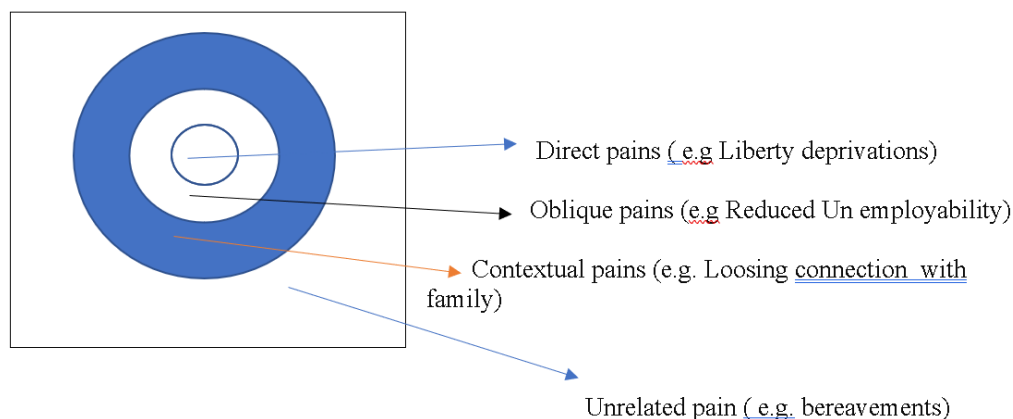 Direct pains ( e.g Liberty deprivations)
Oblique pains (e.g Reduced Un employability)
Contextual pains (e.g. Loosing connection with
family)
Unrelated pain ( e.g. bereavements)